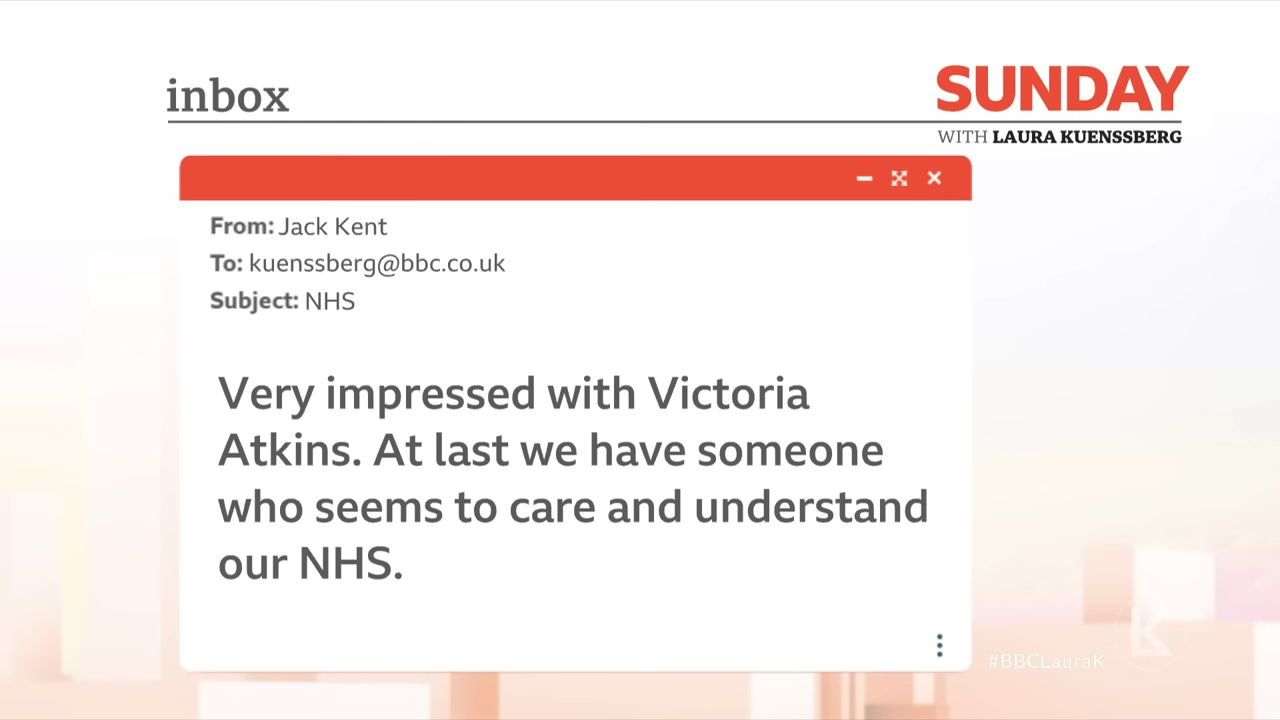 inbox
SUNDAY
WITH LAURA KUENSSBERG
From: Jack Kent
To: kuenssberg@bbc.co.uk
Subject: NHS
Very impressed with Victoria
Atkins. At last we have someone
who seems to care and understand
our NHS.
K
#BBCLauraK